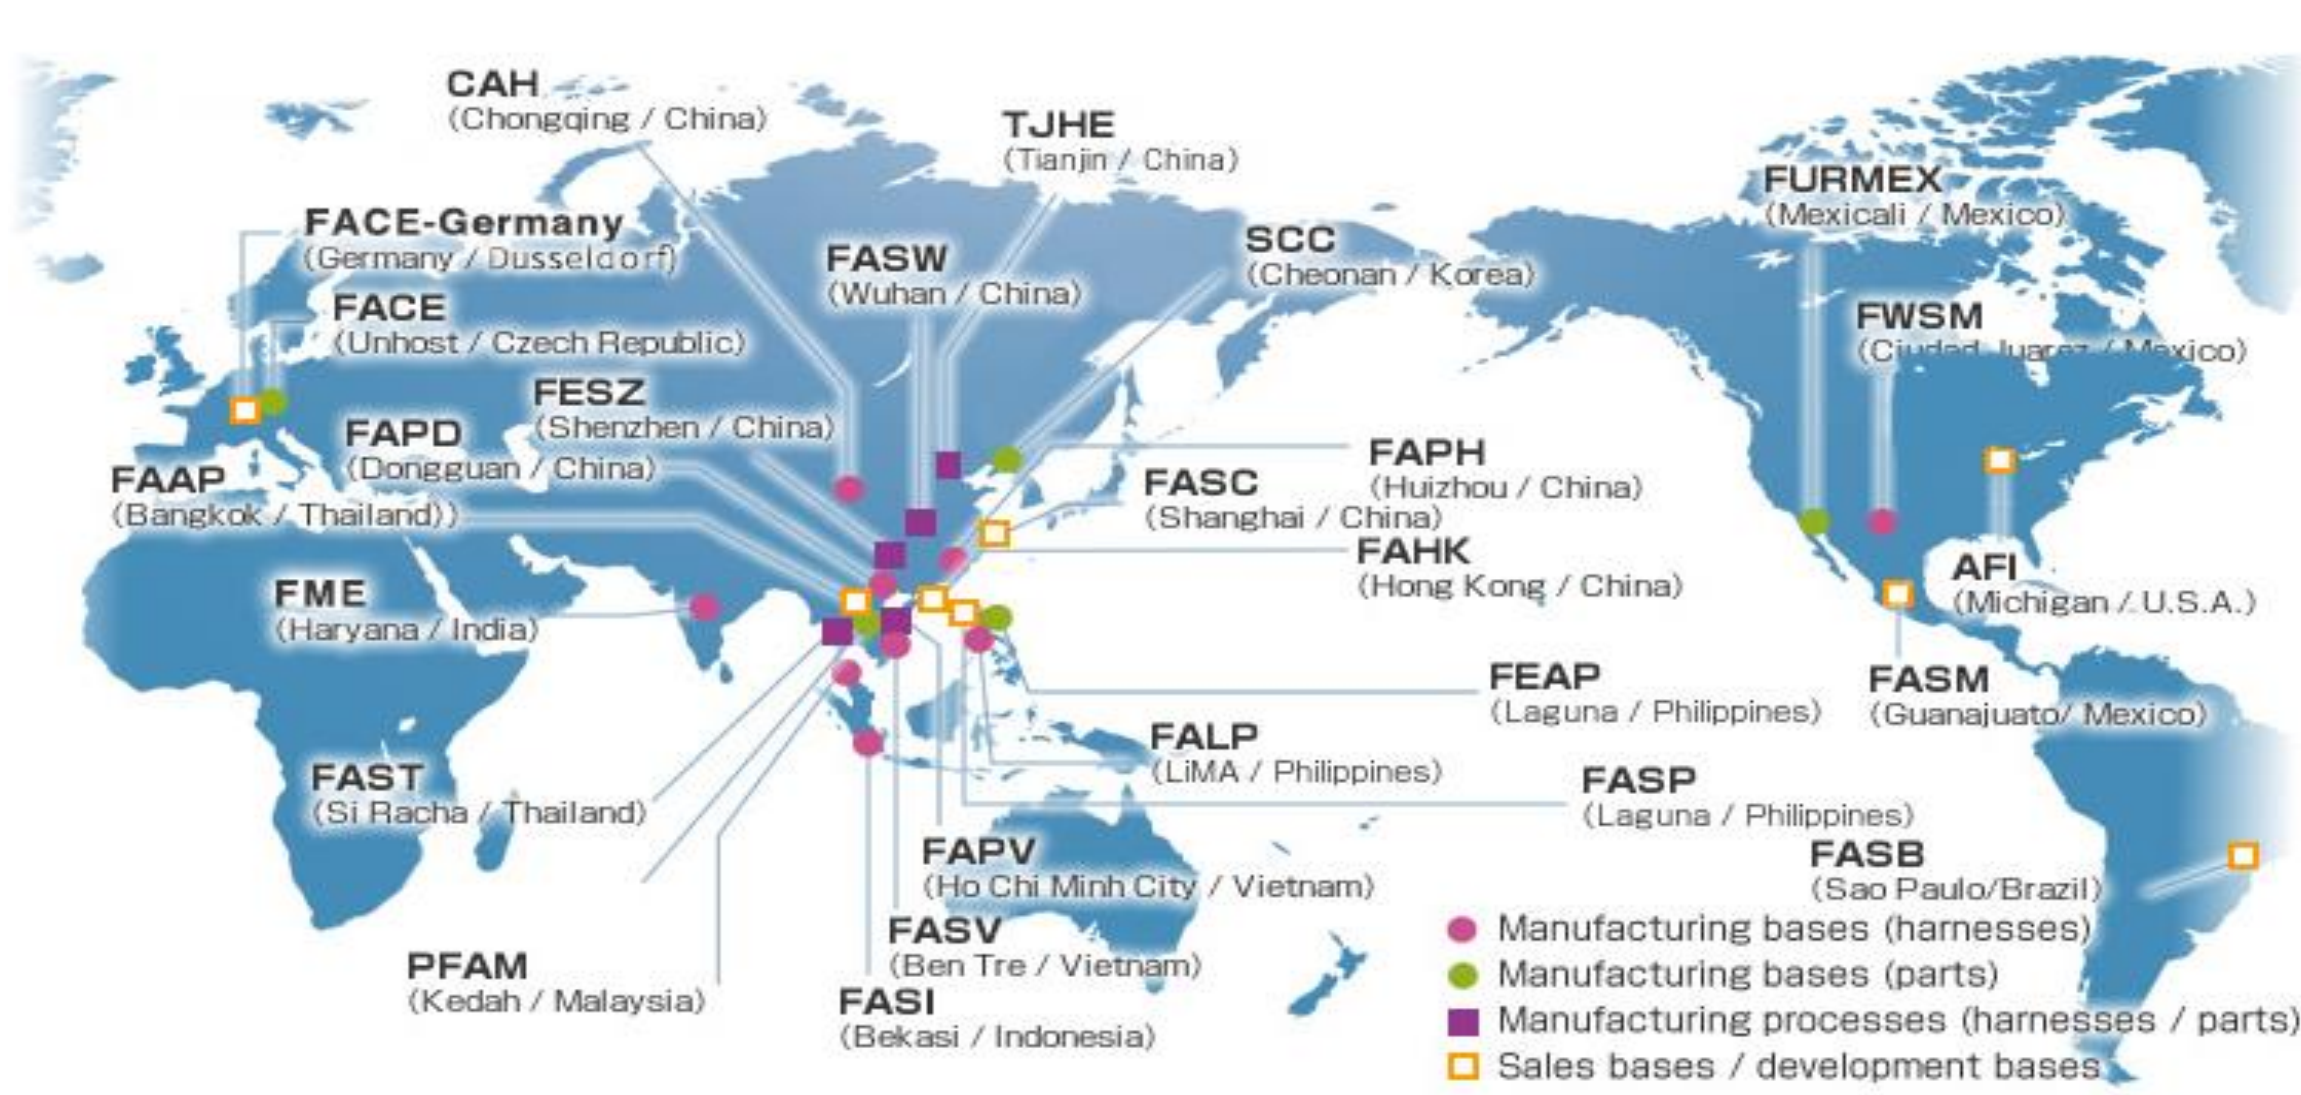 CAH
(Chongqing / China)
TJHE
(Tianjin / China)
FURMEX
(Mexicali / Mexico)
FACE-Germany
(Germany / Dusseldorf)
FASW
(Wuhan / China)
SCC
(Cheonan / Korea)
FACE
(Unhost / Czech Republic)
FWSM
(Ciudad Juarez / Mexico)
FESZ
(Shenzhen / China)
FAPD
(Dongguan / China)
FAPH
(Huizhou / China)
FAAP
(Bangkok / Thailand))
FASC
(Shanghai / China)
FAHK
(Hong Kong / China)
AFI
(Michigan / U.S.A.)
FME
(Haryana / India)
FEAP
(Laguna / Philippines)
FASM
(Guanajuato/ Mexico)
FALP
(LiMA / Philippines)
FAST
(Si Racha / Thailand)
FASP
(Laguna / Philippines)
FAPV
(Ho Chi Minh City / Vietnam)
FASB
(Sao Paulo/Brazil)
FASV
(Ben Tre / Vietnam)
PFAM
(Kedah / Malaysia)
FASI
(Bekasi / Indonesia)
Manufacturing bases (harnesses)
Manufacturing bases (parts)
Manufacturing processes (harnesses / parts)
Sales bases / development bases